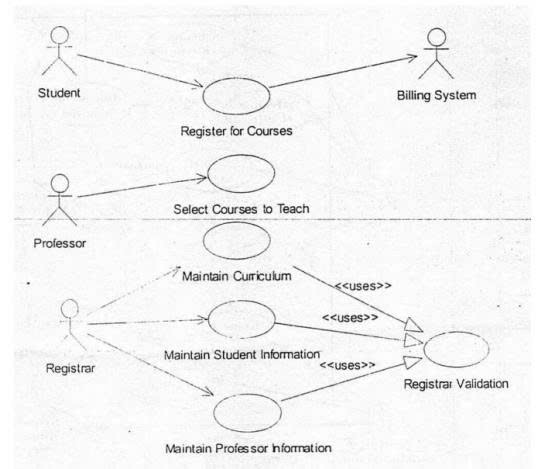 Student
Billing System
Register for Courses
Select Courses to Teach
Professor
Maintain Curriculum
<<uses>>
<<uses>>
Maintain Student Information
<<uses>>
Registrar
Registrar Validation
Maintain Professor Information